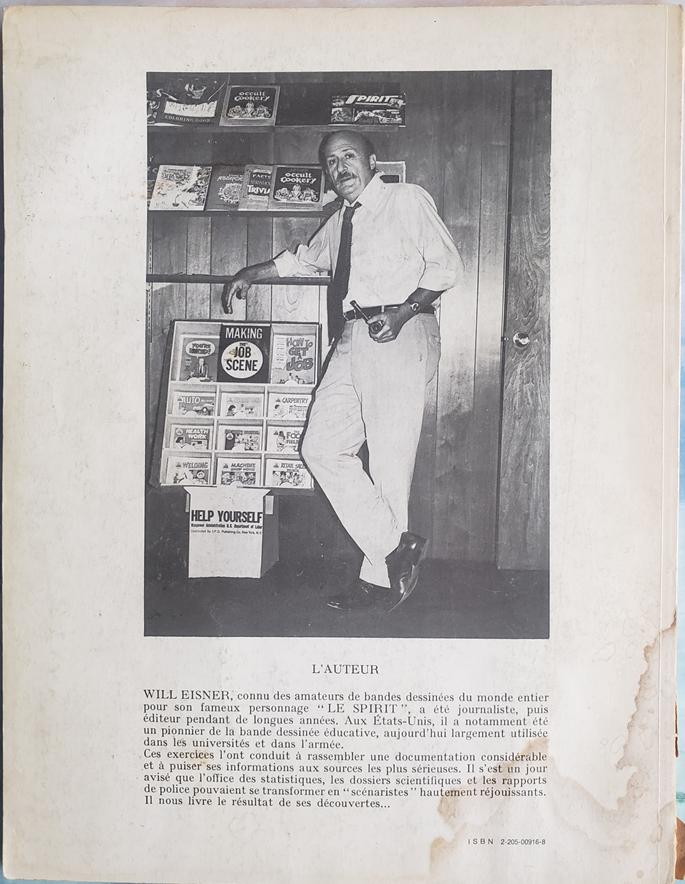 COLORING BOOK
occult
cookery
SPIRIT
FACTS
TRIVIA
occult
cookery
MAKING
THE
JOB
SCENE
HOW TO
GET
JOB
AUTO
CARPENTRY
HEALTH
WORK
WELDING
MACHINE
RETAIL SALES
HELP YOURSELF
L'AUTEUR
WILL EISNER, connu des amateurs de bandes dessinées du monde entier
pour son fameux personnage “LE SPIRIT”, a été journaliste, puis
éditeur pendant de longues années. Aux États-Unis, il a notamment été
un pionnier de la bande dessinée éducative, aujourd'hui largement utilisée
dans les universités et dans l'armée.
Ces exercices l'ont conduit à rassembler une documentation considérable
et à puiser ses informations aux sources les plus sérieuses. Il s'est un jour
avisé que l'office des statistiques, les dossiers scientifiques et les rapports
de police pouvaient se transformer en “scénaristes” hautement réjouissants.
Il nous livre le résultat de ses découvertes...
ISBN 2-205-00916-8